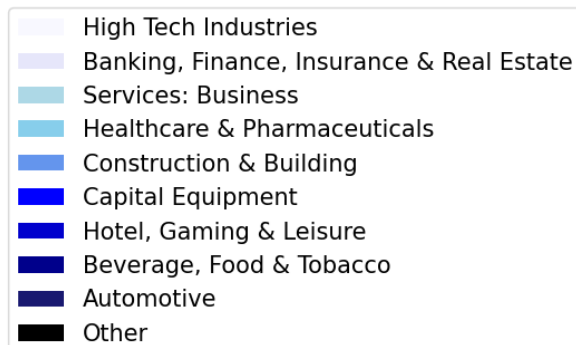 High Tech Industries
Banking, Finance, Insurance & Real Estate
Services: Business
Healthcare & Pharmaceuticals
Construction & Building
Capital Equipment
Hotel, Gaming & Leisure
Beverage, Food & Tobacco
Automotive
Other